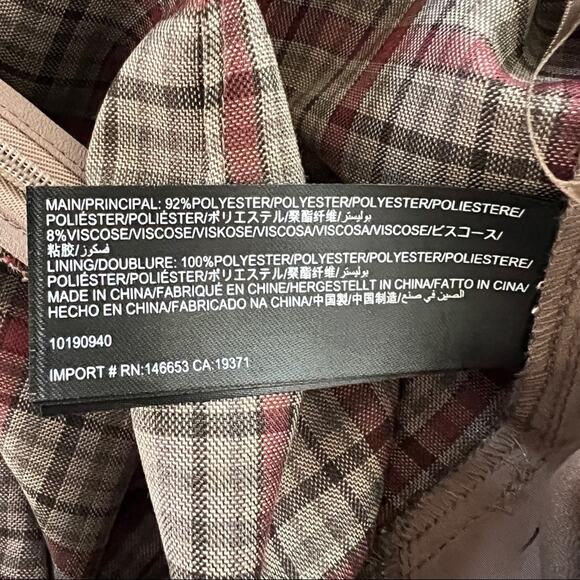 MAIN/PRINCIPAL: 92%POLYESTER/POLYESTER/POLYESTER/POLIESTERE/
POLIÉSTER/POLIÉSTER/ポリエステル/聚酯纤维/بوليستر/
8%VISCOSE/VISCOSE/VISKOSE/VISCOSA/VISCOSA/VISCOSE/ビスコース/
粘胶/فسكوز
LINING/DOUBLURE: 100%POLYESTER/POLYESTER/POLYESTER/POLIESTERE/
POLIÉSTER/POLIÉSTER/ポリエステル/聚酯纤维/بوليستر/
MADE IN CHINA/FABRIQUÉ EN CHINE/HERGESTELLT IN CHINA/FATTO IN CINA/
HECHO EN CHINA/FABRICADO NA CHINA/中国製/中国制造/الصين في صنع
10190940
IMPORT # RN:146653 CA:19371